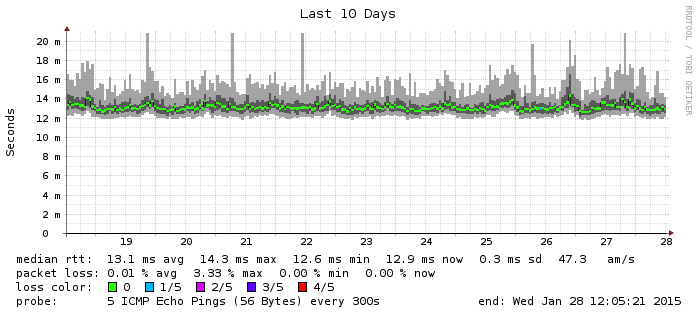 Last 10 Days
RRDTOOL / TOBI OETIKER
Seconds
20 m
18 m
16 m
14 m
12 m
10 m
8 m
6 m
4 m
2 m
0
19 20 21 22 23 24 25 26 27 28
median rtt: 13.1 ms avg 14.3 ms max 12.6 ms min 12.9 ms now 0.3 ms sd 47.3 am/s
packet loss: 0.01 % avg 3.33 % max 0.00 % min 0.00 % now
loss color: 0 1/5 2/5 3/5 4/5
probe: 5 ICMP Echo Pings (56 Bytes) every 300s end: Wed Jan 28 12:05:21 2015